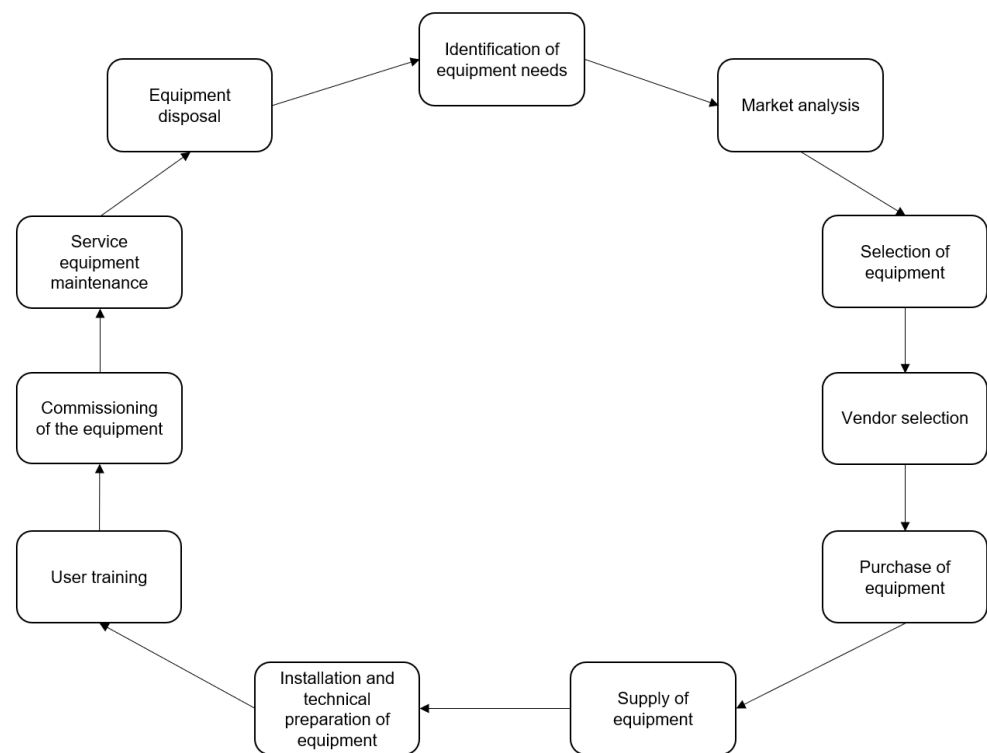 Identification of
equipment needs
Market analysis
Selection of
equipment
Vendor selection
Purchase of
equipment
Supply of
equipment
Installation and
technical
preparation of
equipment
User training
Commissioning
of the equipment
Service
equipment
maintenance
Equipment
disposal